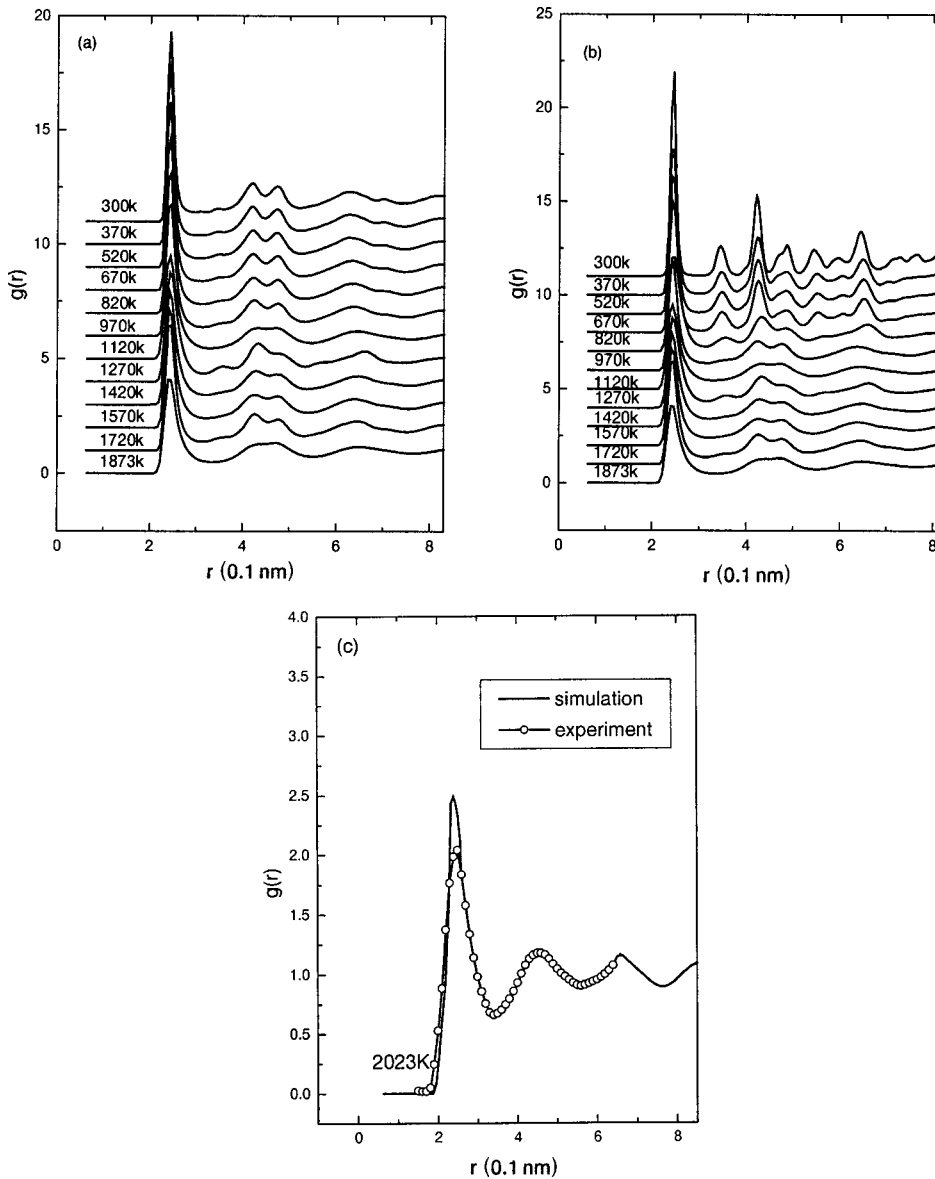 (a)
20
15
10
5
0
g(r)
300k
370k
520k
670k
820k
970k
1120k
1270k
1420k
1570k
1720k
1873k
0 2 4 6 8
r (0.1 nm)
(b)
25
20
15
10
5
0
g(r)
300k
370k
520k
670k
820k
970k
1120k
1270k
1420k
1570k
1720k
1873k
0 2 4 6 8
r (0.1 nm)
(c)
4.0
3.5
3.0
2.5
2.0
1.5
1.0
0.5
0.0
g(r)
simulation
experiment
2023K
0 2 4 6 8
r (0.1 nm)